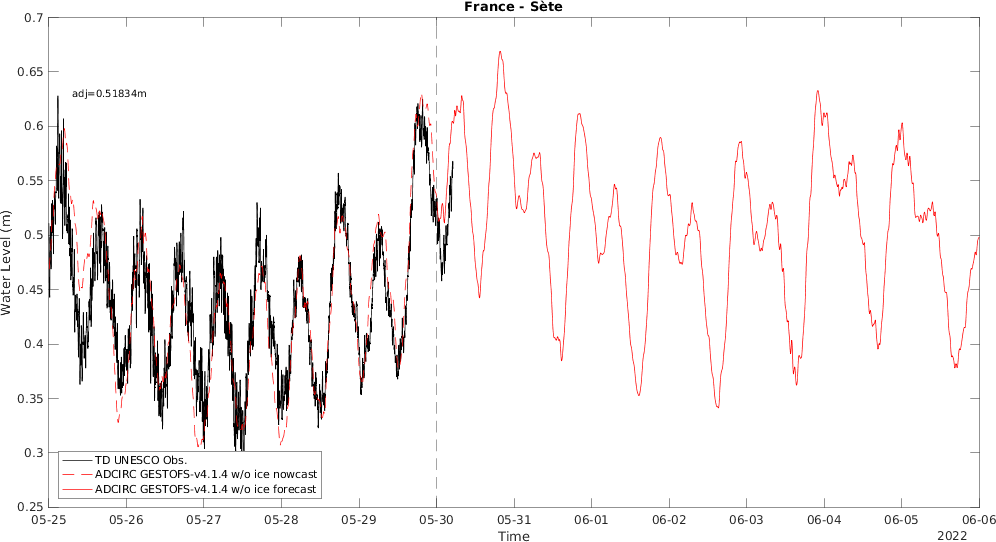 France - Sète
0.7
0.65
0.6
0.55
0.5
0.45
0.4
0.35
0.3
0.25
Water Level (m)
adj=0.51834m
TD UNESCO Obs.
ADCIRC GESTOFS-v4.1.4 w/o ice nowcast
ADCIRC GESTOFS-v4.1.4 w/o ice forecast
05-25 05-26 05-27 05-28 05-29 05-30 05-31 06-01 06-02 06-03 06-04 06-05 06-06
Time
2022